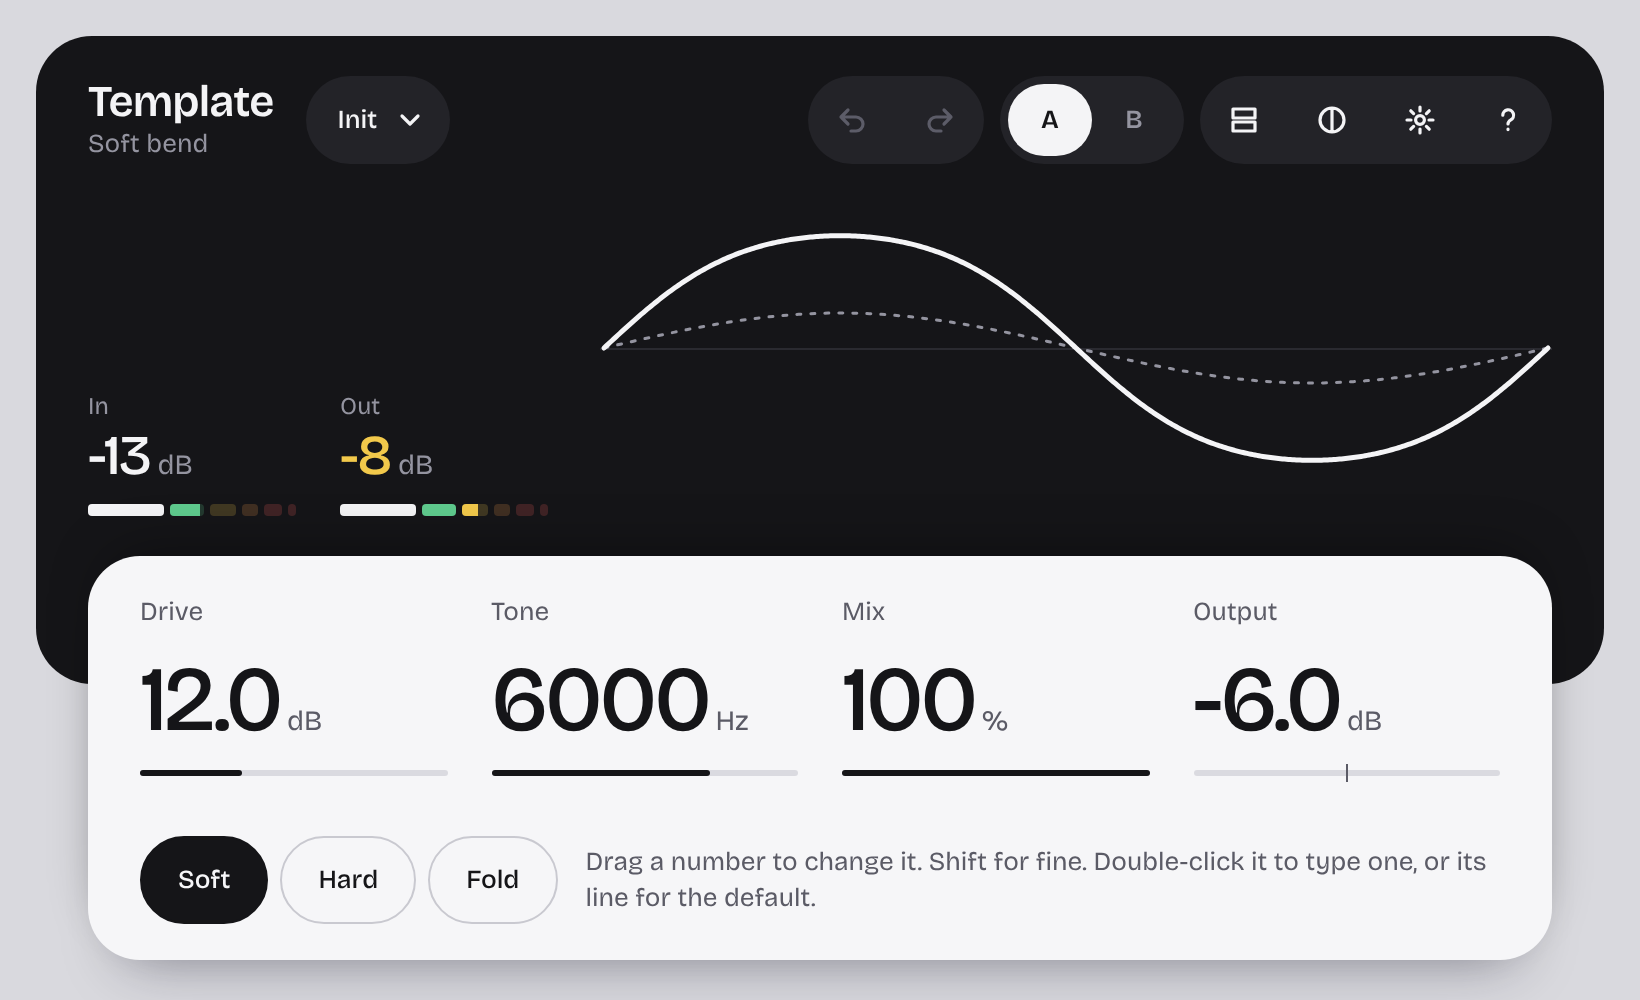 Template
Soft bend
Init
A
B
?
In
-13 dB
Out
-8 dB
Drive
12.0 dB
Tone
6000 Hz
Mix
100 %
Output
-6.0 dB
Soft
Hard
Fold
Drag a number to change it. Shift for fine. Double-click it to type one, or its
line for the default.